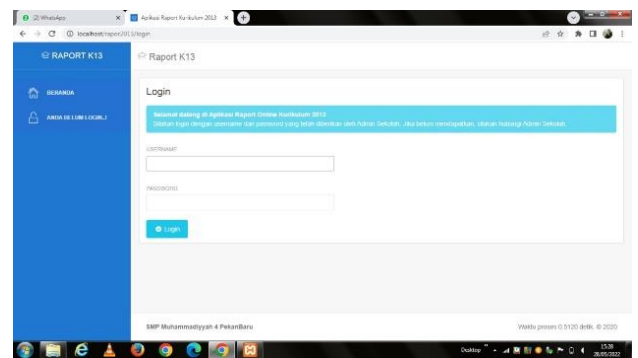 (2) WhatsApp
Aplikasi Raport Kurikulum 2013
localhost/raport2013/login
RAPORT K13
Raport K13
BERANDA
ANDA BELUM LOGIN..!
Login
Selamat datang di Aplikasi Raport Online Kurikulum 2013
Silakan login dengan username dan password yang telah diberikan oleh Admin Sekolah. Jika belum mendapatkan, silakan hubungi Admin Sekolah.
USERNAME
PASSWORD
Login
SMP Muhammadiyyah 4 PekanBaru
Waktu proses 0.5120 detik. © 2020
Desktop
15:26
28/05/2022